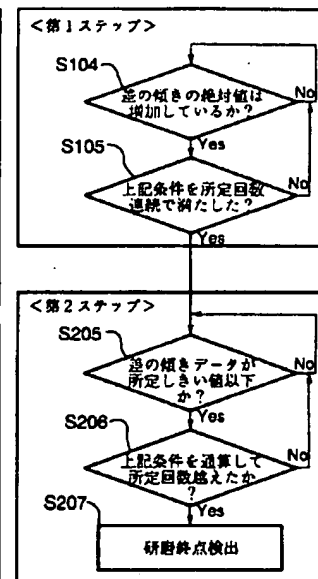 <第1ステップ>
S104
差の傾きの絶対値は
増加しているか?
No
Yes
S105
上記条件を所定回数
連続で満たした?
No
Yes
<第2ステップ>
S205
差の傾きデータが
所定しきい値以下
か?
No
Yes
S206
上記条件を通算して
所定回数越えたか
?
No
Yes
S207
研磨終点検出